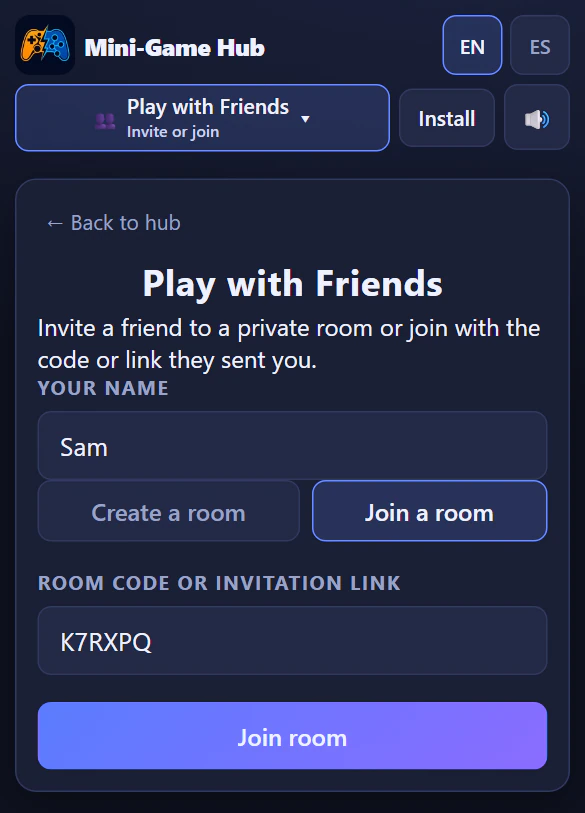 Mini-Game Hub
EN
ES
Play with Friends
Invite or join
Install
← Back to hub
Play with Friends
Invite a friend to a private room or join with the
code or link they sent you.
YOUR NAME
Sam
Create a room
Join a room
ROOM CODE OR INVITATION LINK
K7RXPQ
Join room